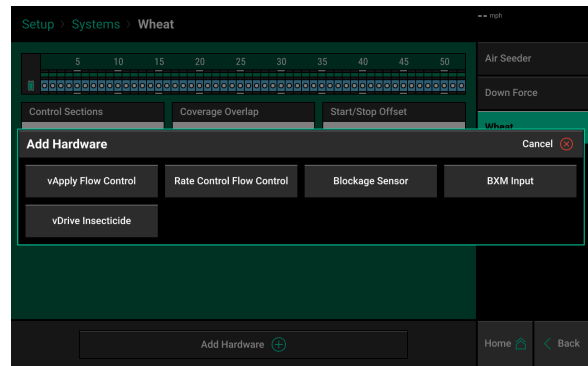 Setup > Systems > Wheat
-- mph
5 10 15 20 25 30 35 40 45 50
Air Seeder
Down Force
Control Sections Coverage Overlap Start/Stop Offset
Wheat
Add Hardware Cancel
vApply Flow Control Rate Control Flow Control Blockage Sensor BXM Input
vDrive Insecticide
Add Hardware
Home < Back